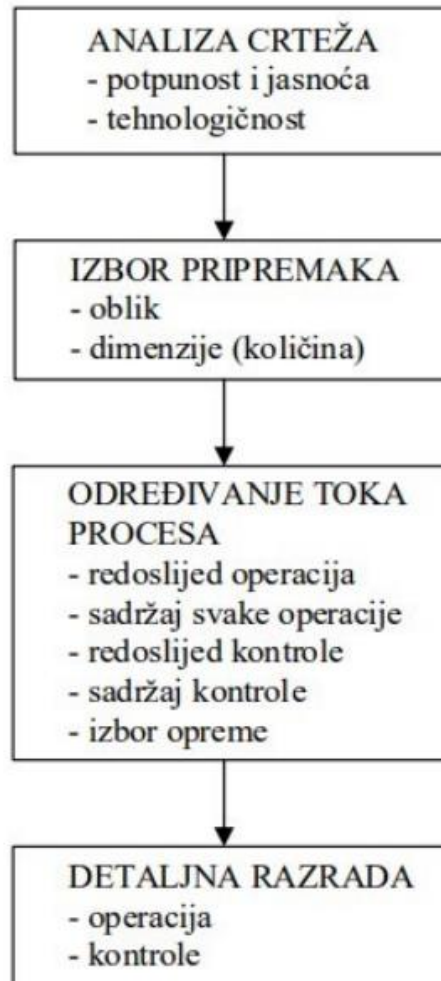 ANALIZA CRTEŽA
- potpunost i jasnoća
- tehnologičnost
IZBOR PRIPREMAKA
- oblik
- dimenzije (količina)
ODREĐIVANJE TOKA
PROCESA
- redoslijed operacija
- sadržaj svake operacije
- redoslijed kontrole
- sadržaj kontrole
- izbor opreme
DETALJNA RAZRADA
- operacija
- kontrole